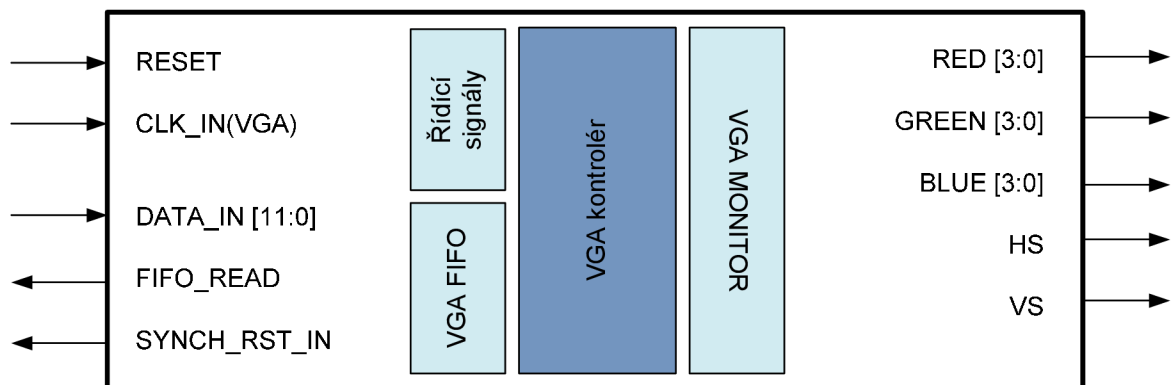 RESET
CLK_IN(VGA)
DATA_IN [11:0]
FIFO_READ
SYNCH_RST_IN
Řídící
signály
VGA FIFO
VGA kontrolér
VGA MONITOR
RED [3:0]
GREEN [3:0]
BLUE [3:0]
HS
VS